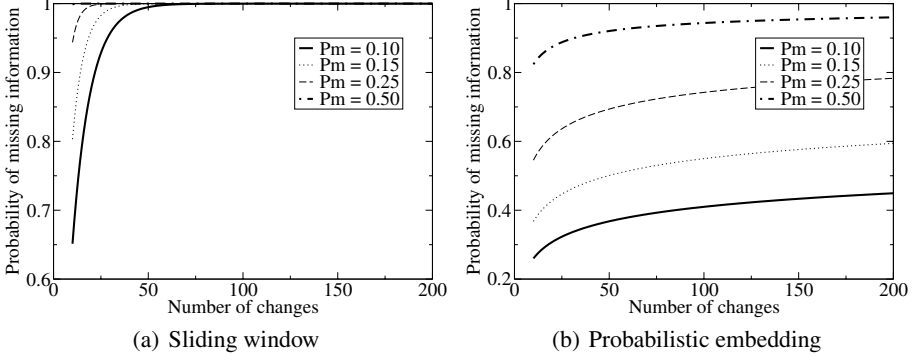 1
0.9
0.8
0.7
0.6
0
50
100
150
200
Probability of missing information
Number of changes
Pm = 0.10
Pm = 0.15
Pm = 0.25
Pm = 0.50
(a) Sliding window
1
0.8
0.6
0.4
0.2
0
50
100
150
200
Probability of missing information
Number of changes
Pm = 0.10
Pm = 0.15
Pm = 0.25
Pm = 0.50
(b) Probabilistic embedding